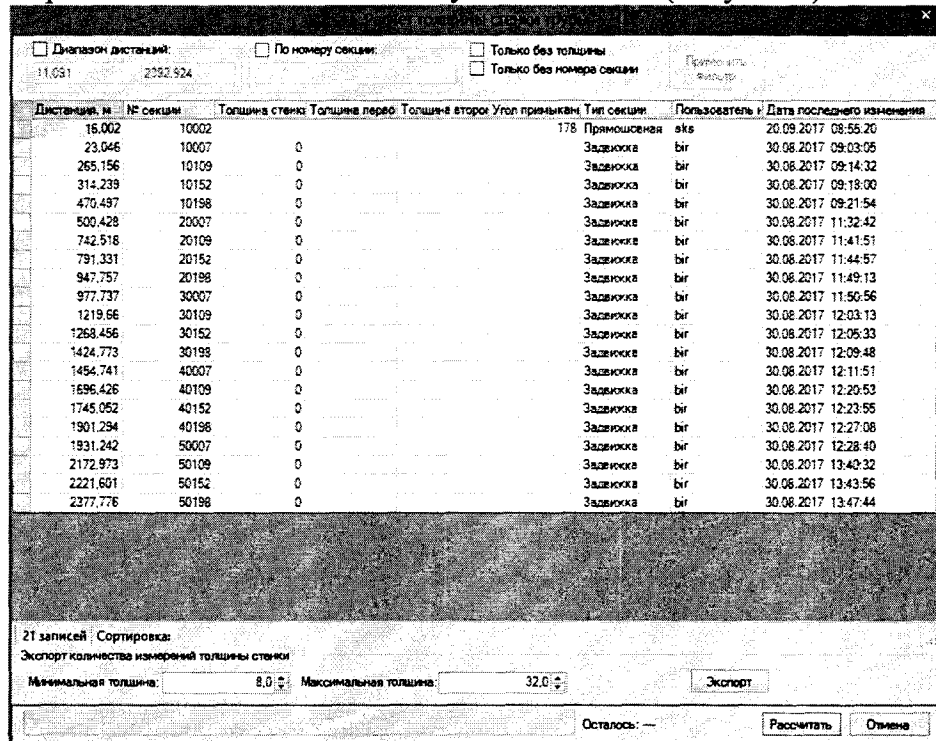 толщины стенки трубы
Диапазон дистанций:
По номеру секции:
Только без толщины
11,031
2092,924
Только без номера секции
Применить фильтр
Дистанция, м № секции Толщина стенки Толщина перво Толщина второ Угол примыкан Тип секции Пользователь Дата последнего изменения
16,002 10002 178 Прямошовная sks 20.09.2017 08:55:20
23,046 10007 0 Задвижка bir 30.08.2017 09:03:05
265,156 10109 0 Задвижка bir 30.08.2017 09:14:32
314,239 10152 0 Задвижка bir 30.08.2017 09:18:00
470,497 10198 0 Задвижка bir 30.08.2017 09:21:54
500,428 20007 0 Задвижка bir 30.08.2017 11:32:42
742,518 20109 0 Задвижка bir 30.08.2017 11:41:51
791,331 20152 0 Задвижка bir 30.08.2017 11:44:57
947,757 20198 0 Задвижка bir 30.08.2017 11:49:13
977,737 30007 0 Задвижка bir 30.08.2017 11:50:56
1219,66 30109 0 Задвижка bir 30.08.2017 12:03:13
1268,456 30152 0 Задвижка bir 30.08.2017 12:05:33
1424,773 30198 0 Задвижка bir 30.08.2017 12:09:48
1454,741 40007 0 Задвижка bir 30.08.2017 12:11:51
1696,426 40109 0 Задвижка bir 30.08.2017 12:20:53
1745,052 40152 0 Задвижка bir 30.08.2017 12:23:55
1901,294 40198 0 Задвижка bir 30.08.2017 12:27:08
1931,242 50007 0 Задвижка bir 30.08.2017 12:28:40
2172,973 50109 0 Задвижка bir 30.08.2017 13:40:32
2221,601 50152 0 Задвижка bir 30.08.2017 13:43:56
2377,776 50198 0 Задвижка bir 30.08.2017 13:47:44
21 записей Сортировка:
Экспорт количества измерений толщины стенки
Минимальная толщина: 8,0 Максимальная толщина: 32,0 Экспорт
Осталось: — Рассчитать Отмена